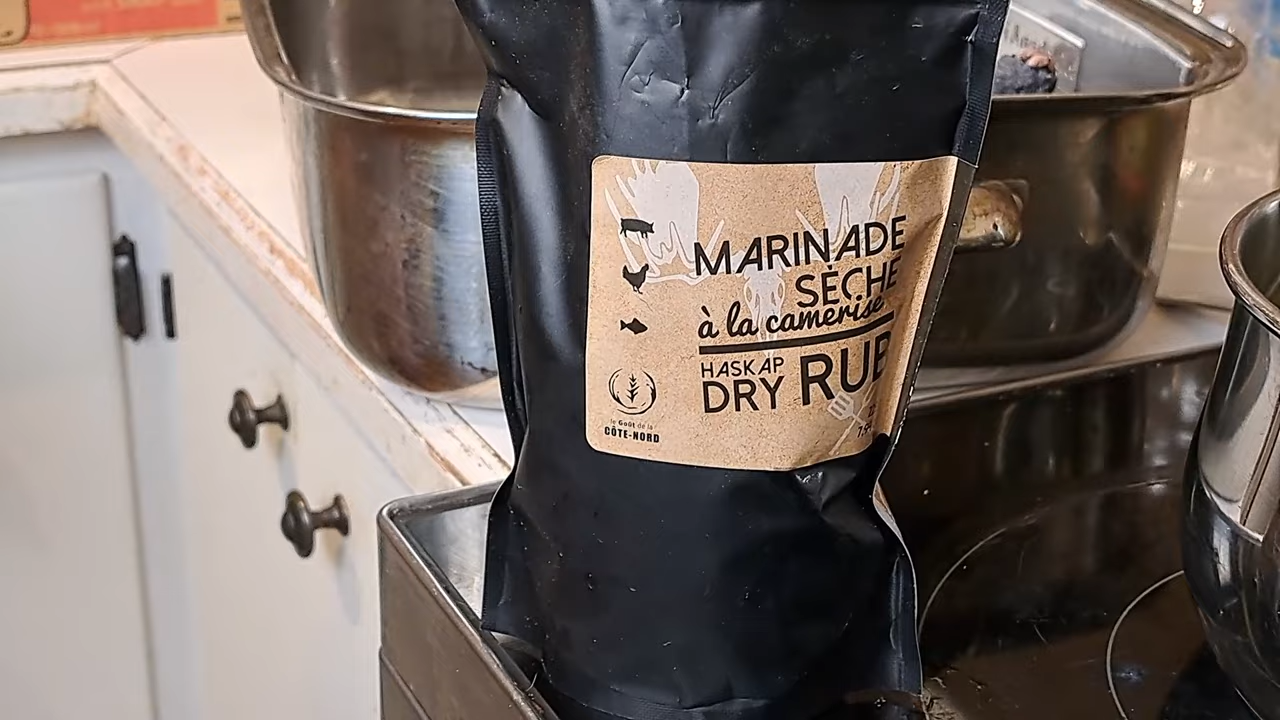 MARINADE
SÈCHE
à la camerise
HASKAP
DRY RUB
le Goût de la
CÔTE-NORD